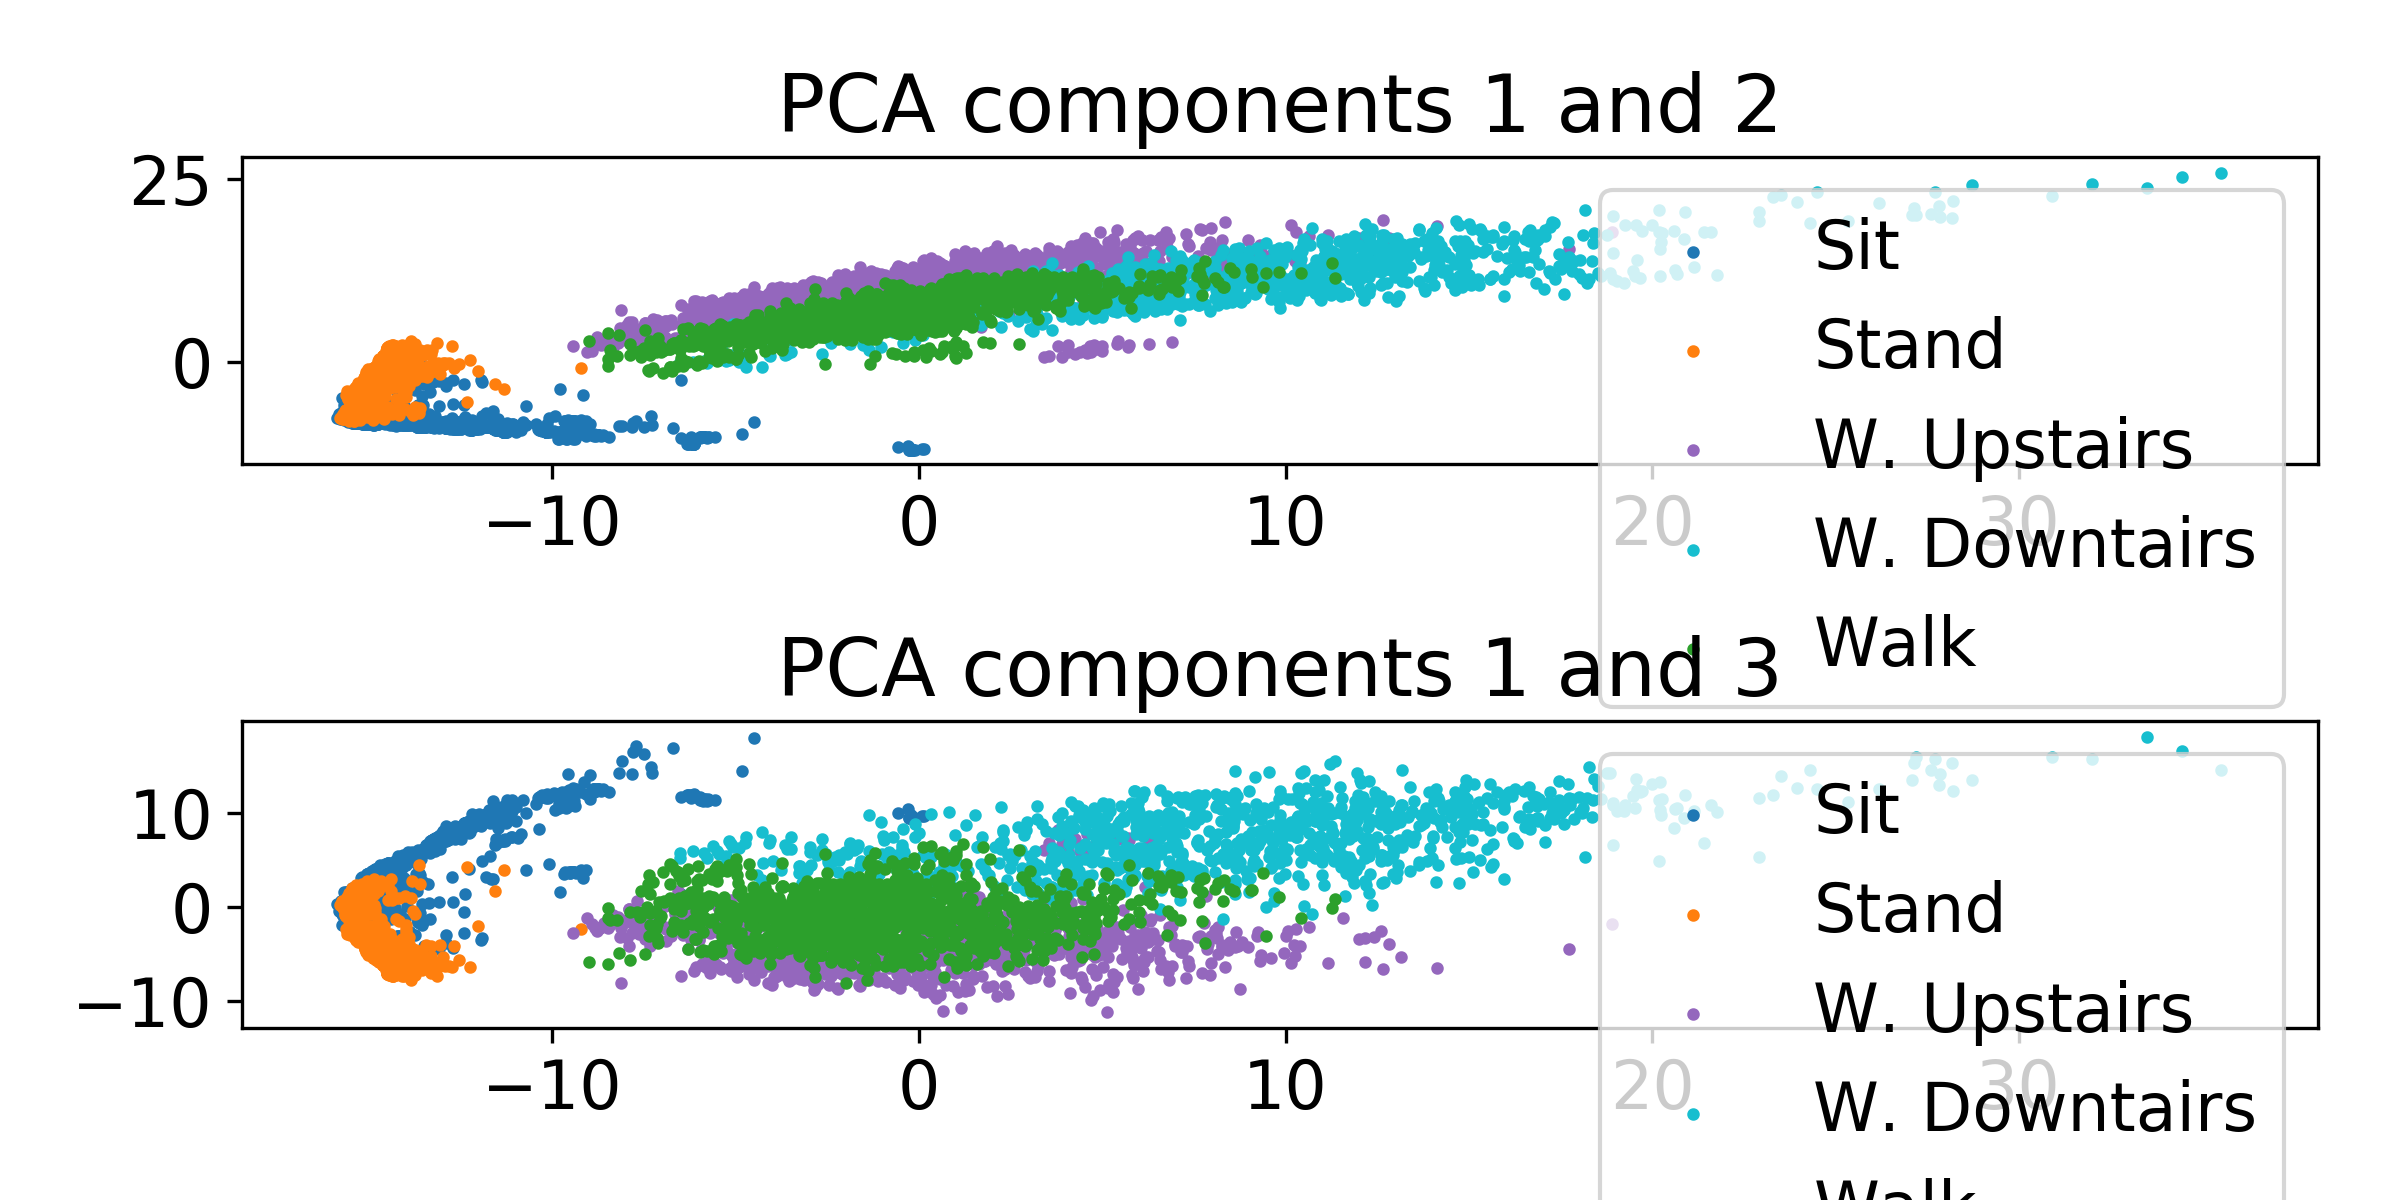 PCA components 1 and 2
25
0
−10 0 10 20 30
Sit
Stand
W. Upstairs
W. Downtairs
Walk
PCA components 1 and 3
10
0
−10
−10 0 10 20 30
Sit
Stand
W. Upstairs
W. Downtairs
Walk